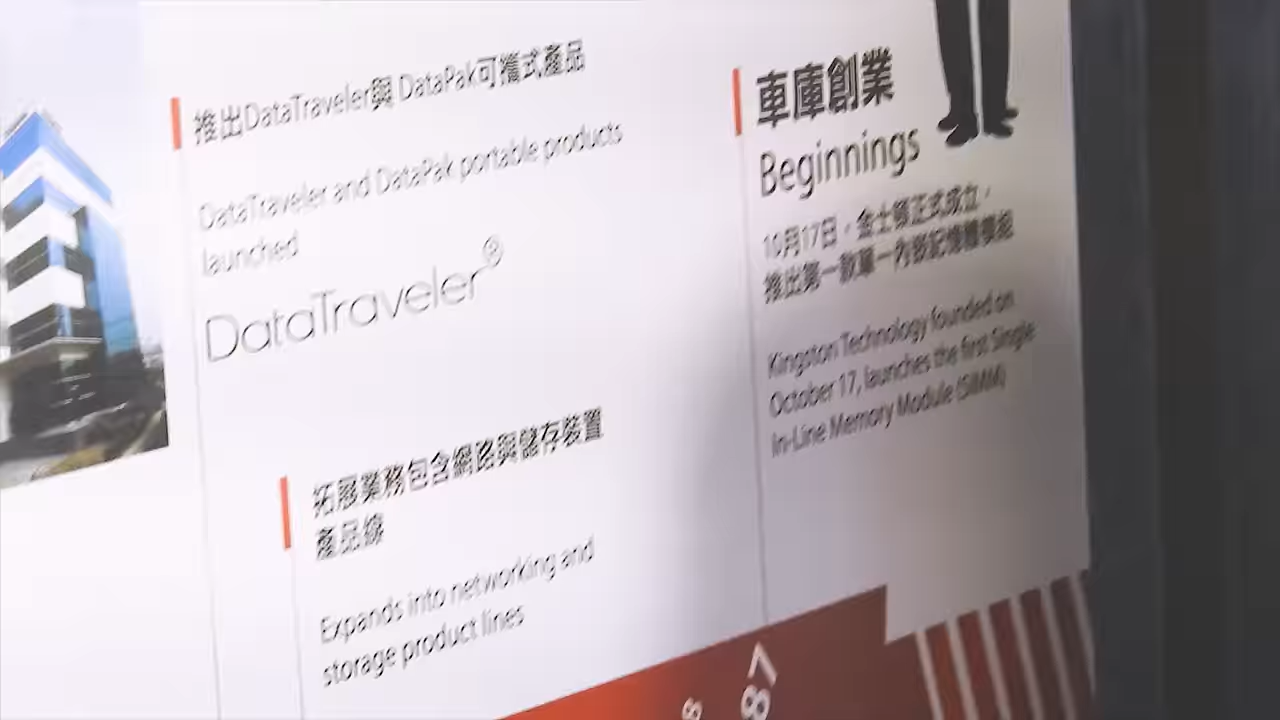 推出DataTraveler與 DataPak可攜式產品
DataTraveler and DataPak portable products
launched
DataTraveler®
拓展業務包含網路與儲存裝置
產品線
Expands into networking and
storage product lines
車庫創業
Beginnings
10月17日，金士頓正式成立，
推出第一款單一內嵌記憶體模組
Kingston Technology founded on
October 17, launches the first Single
In-Line Memory Module (SIMM)
87